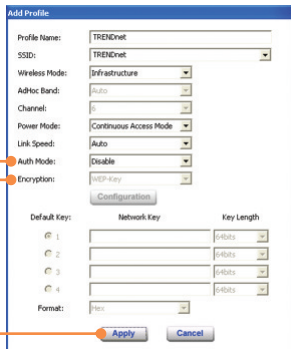 Add Profile
Profile Name: TRENDnet
SSID: TRENDnet
Wireless Mode: Infrastructure
AdHoc Band: Auto
Channel: 6
Power Mode: Continuous Access Mode
Link Speed: Auto
Auth Mode: Disable
Encryption: WEP-Key
Configuration
Default Key: Network Key Key Length
1 64bits
2 64bits
3 64bits
4 64bits
Format: Hex
Apply Cancel